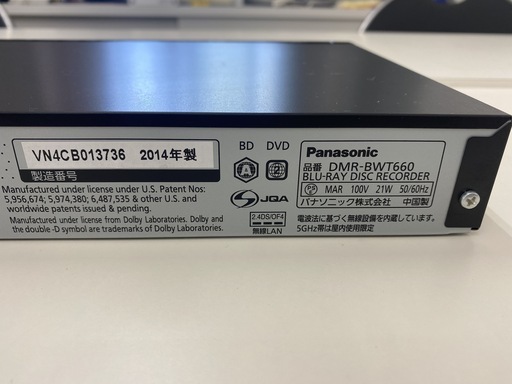 VN4CB013736 2014年製
製造番号
Manufactured under license under U.S. Patent Nos:
5,956,674; 5,974,380; 6,487,535 & other U.S. and
worldwide patents issued & pending.
Manufactured under license from Dolby Laboratories. Dolby and
the double-D symbol are trademarks of Dolby Laboratories.
BD DVD
A 2
S JQA
2.4DS/OF4
無線LAN
Panasonic
品番 DMR-BWT660
BLU-RAY DISC RECORDER
PS E MAR 100V 21W 50/60Hz
パナソニック株式会社 中国製
電波法に基づく無線設備を内蔵しています。
5GHz帯は屋内使用限定